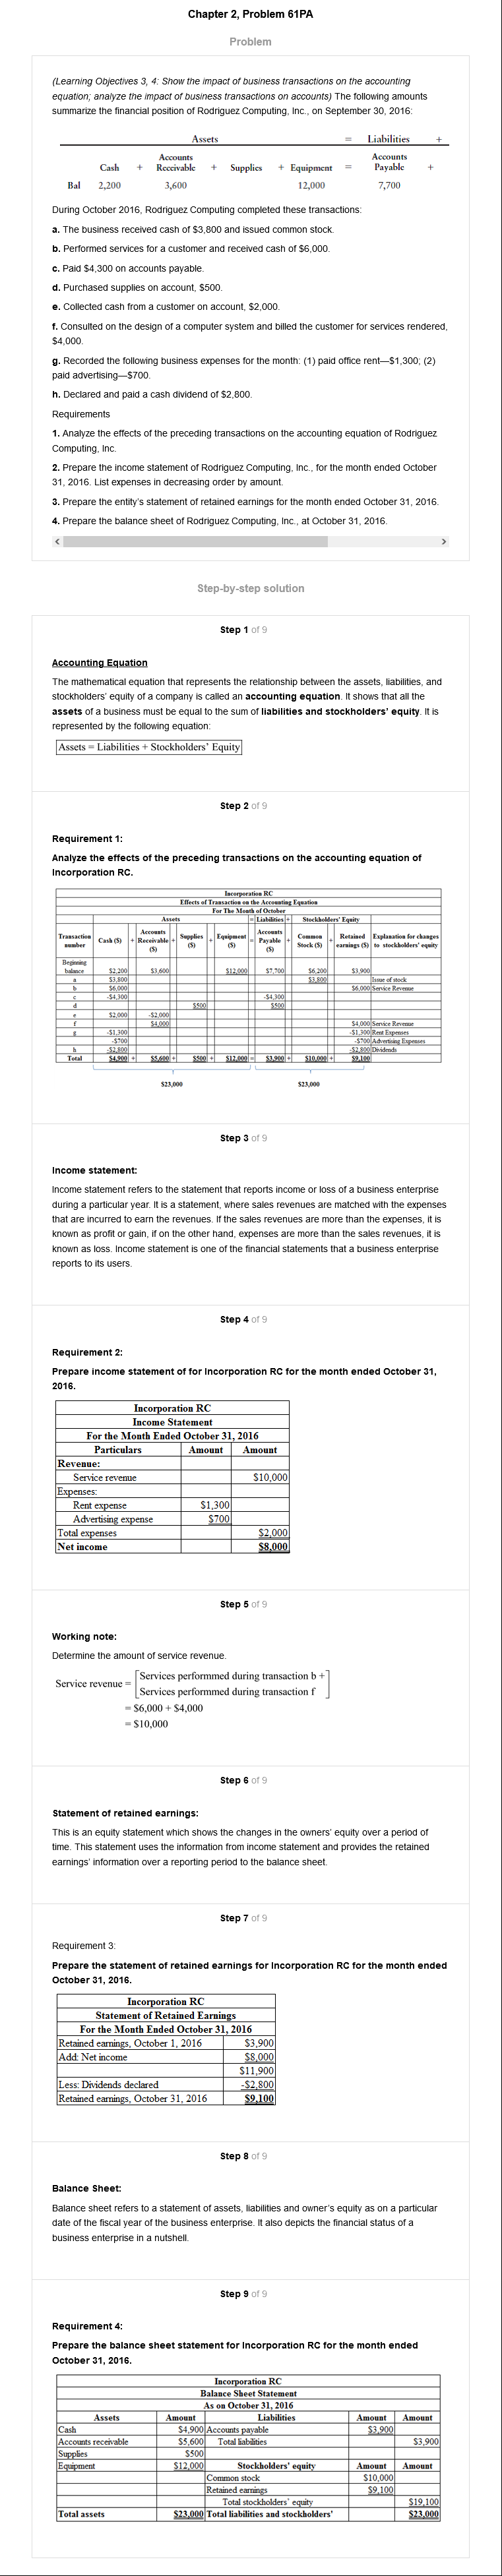 Chapter 2, Problem 61PA
Problem
(Learning Objectives 3, 4: Show the impact of business transactions on the accounting
equation; analyze the impact of business transactions on accounts) The following amounts
summarize the financial position of Rodriguez Computing, Inc., on September 30, 2016:
Assets = Liabilities +
Accounts Accounts
Cash + Receivable + Supplies + Equipment = Payable +
Bal 2,200 3,600 12,000 7,700
During October 2016, Rodriguez Computing completed these transactions:
a. The business received cash of $3,800 and issued common stock.
b. Performed services for a customer and received cash of $6,000.
c. Paid $4,300 on accounts payable.
d. Purchased supplies on account, $500.
e. Collected cash from a customer on account, $2,000.
f. Consulted on the design of a computer system and billed the customer for services rendered,
$4,000.
g. Recorded the following business expenses for the month: (1) paid office rent—$1,300; (2)
paid advertising—$700.
h. Declared and paid a cash dividend of $2,800.
Requirements
1. Analyze the effects of the preceding transactions on the accounting equation of Rodriguez
Computing, Inc.
2. Prepare the income statement of Rodriguez Computing, Inc., for the month ended October
31, 2016. List expenses in decreasing order by amount.
3. Prepare the entity's statement of retained earnings for the month ended October 31, 2016.
4. Prepare the balance sheet of Rodriguez Computing, Inc., at October 31, 2016.
Step-by-step solution
Step 1 of 9
Accounting Equation
The mathematical equation that represents the relationship between the assets, liabilities, and
stockholders' equity of a company is called an accounting equation. It shows that all the
assets of a business must be equal to the sum of liabilities and stockholders' equity. It is
represented by the following equation:
Assets = Liabilities + Stockholders' Equity
Step 2 of 9
Requirement 1:
Analyze the effects of the preceding transactions on the accounting equation of
Incorporation RC.
Incorporation RC
Effects of Transaction on the Accounting Equation
For The Month of October
Assets = Liabilities + Stockholders' Equity
Transaction number Cash ($) + Accounts Receivable ($) + Supplies ($) + Equipment ($) = Accounts Payable ($) + Common Stock ($) + Retained earnings ($) Explanation for changes to stockholders' equity
Beginning
balance $2,200 $3,600 $12,000 $7,700 $6,200 $3,900
a $3,800 $3,800 Issue of stock
b $6,000 $6,000 Service Revenue
c -$4,300 -$4,300
d $500 $500
e $2,000 -$2,000
f $4,000 $4,000 Service Revenue
g -$1,300 -$1,300 Rent Expenses
-$700 -$700 Advertising Expenses
h -$2,800 -$2,800 Dividends
Total $4,900 + $5,600 + $500 + $12,000 = $3,900 + $10,000 + $9,100
$23,000 $23,000
Step 3 of 9
Income statement:
Income statement refers to the statement that reports income or loss of a business enterprise
during a particular year. It is a statement, where sales revenues are matched with the expenses
that are incurred to earn the revenues. If the sales revenues are more than the expenses, it is
known as profit or gain, if on the other hand, expenses are more than the sales revenues, it is
known as loss. Income statement is one of the financial statements that a business enterprise
reports to its users.
Step 4 of 9
Requirement 2:
Prepare income statement of for Incorporation RC for the month ended October 31,
2016.
Incorporation RC
Income Statement
For the Month Ended October 31, 2016
Particulars Amount Amount
Revenue:
Service revenue $10,000
Expenses:
Rent expense $1,300
Advertising expense $700
Total expenses $2,000
Net income $8,000
Step 5 of 9
Working note:
Determine the amount of service revenue.
Service revenue = [Services performmed during transaction b +
Services performmed during transaction f]
= $6,000 + $4,000
= $10,000
Step 6 of 9
Statement of retained earnings:
This is an equity statement which shows the changes in the owners' equity over a period of
time. This statement uses the information from income statement and provides the retained
earnings' information over a reporting period to the balance sheet.
Step 7 of 9
Requirement 3:
Prepare the statement of retained earnings for Incorporation RC for the month ended
October 31, 2016.
Incorporation RC
Statement of Retained Earnings
For the Month Ended October 31, 2016
Retained earnings, October 1, 2016 $3,900
Add: Net income $8,000
$11,900
Less: Dividends declared -$2,800
Retained earnings, October 31, 2016 $9,100
Step 8 of 9
Balance Sheet:
Balance sheet refers to a statement of assets, liabilities and owner's equity as on a particular
date of the fiscal year of the business enterprise. It also depicts the financial status of a
business enterprise in a nutshell.
Step 9 of 9
Requirement 4:
Prepare the balance sheet statement for Incorporation RC for the month ended
October 31, 2016.
Incorporation RC
Balance Sheet Statement
As on October 31, 2016
Assets Amount Liabilities Amount Amount
Cash $4,900 Accounts payable $3,900
Accounts receivable $5,600 Total liabilities $3,900
Supplies $500
Equipment $12,000 Stockholders' equity Amount Amount
Common stock $10,000
Retained earnings $9,100
Total stockholders' equity $19,100
Total assets $23,000 Total liabilities and stockholders' $23,000